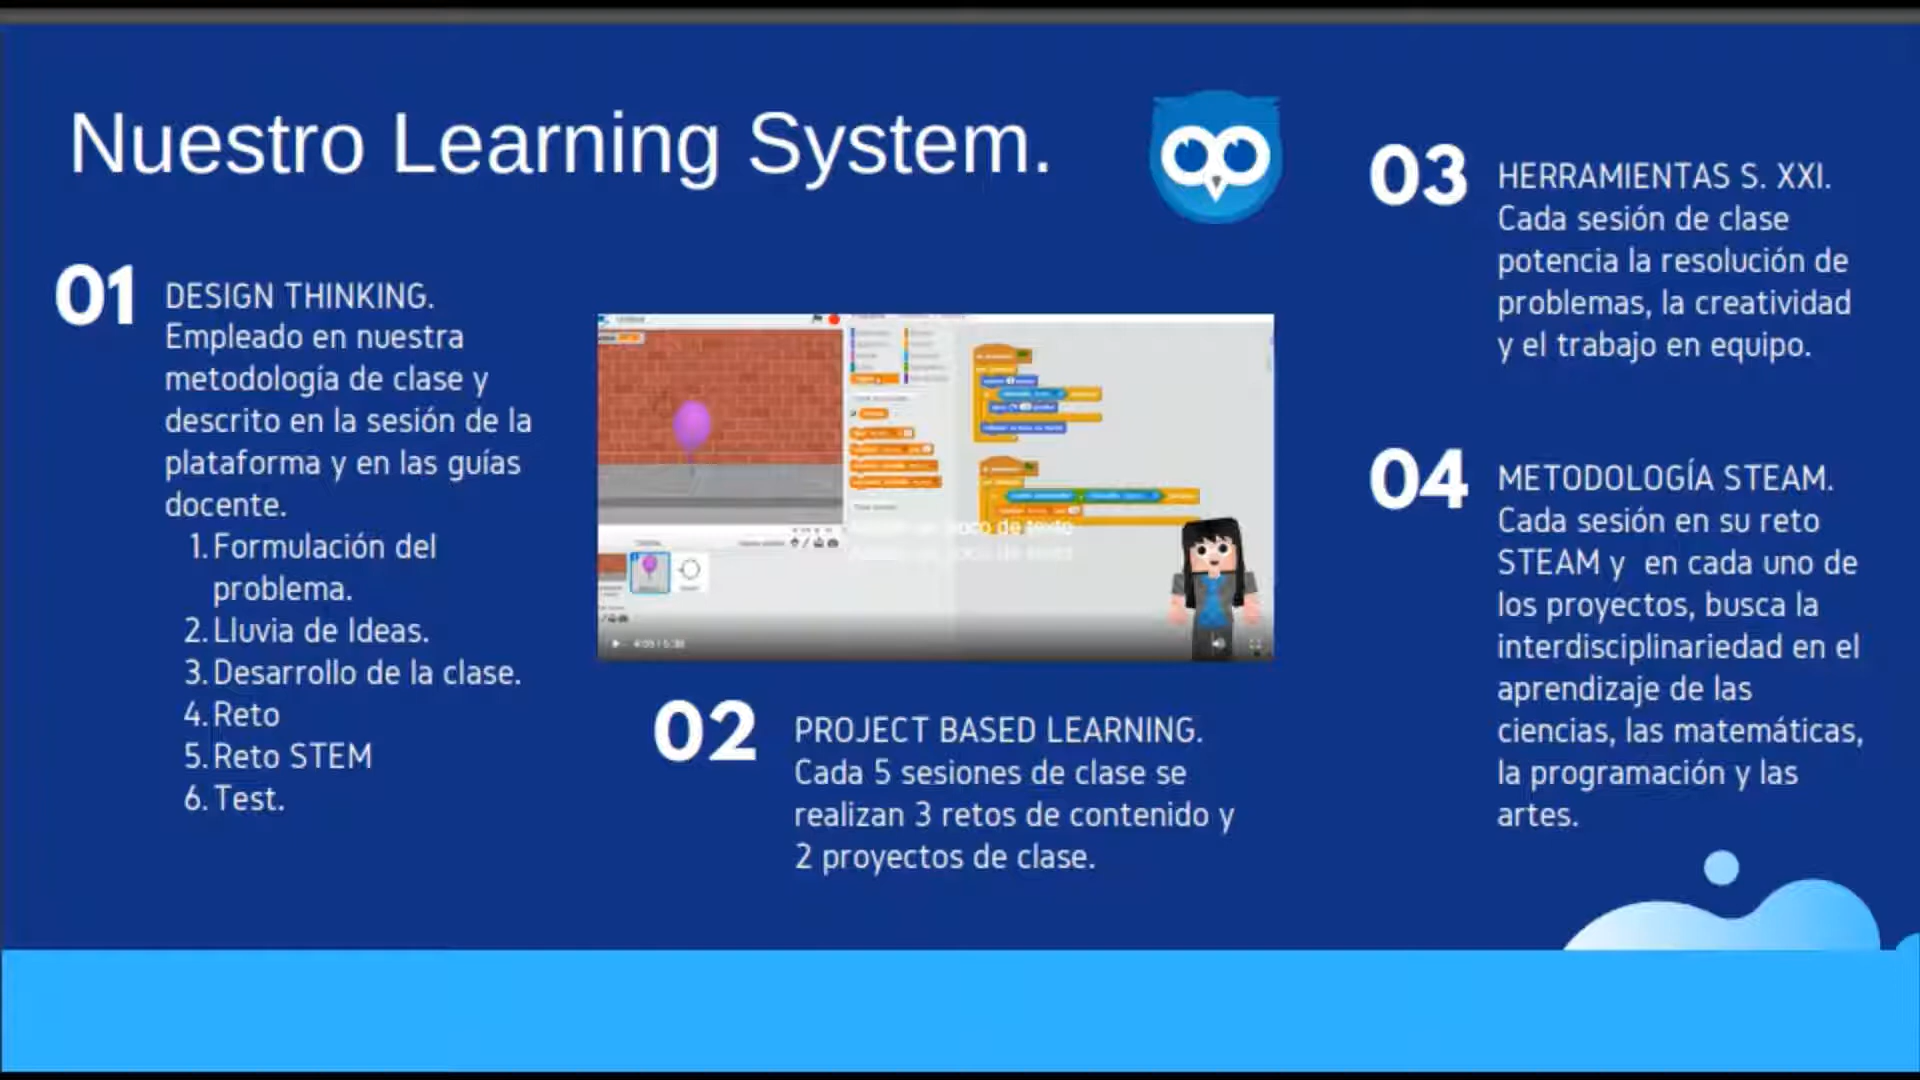 Nuestro Learning System.
01
DESIGN THINKING.
Empleado en nuestra
metodología de clase y
descrito en la sesión de la
plataforma y en las guías
docente.
1. Formulación del
problema.
2. Lluvia de Ideas.
3. Desarrollo de la clase.
4. Reto
5. Reto STEM
6. Test.
poco de texto
02
PROJECT BASED LEARNING.
Cada 5 sesiones de clase se
realizan 3 retos de contenido y
2 proyectos de clase.
03
HERRAMIENTAS S. XXI.
Cada sesión de clase
potencia la resolución de
problemas, la creatividad
y el trabajo en equipo.
04
METODOLOGÍA STEAM.
Cada sesión en su reto
STEAM y  en cada uno de
los proyectos, busca la
interdisciplinariedad en el
aprendizaje de las
ciencias, las matemáticas,
la programación y las
artes.